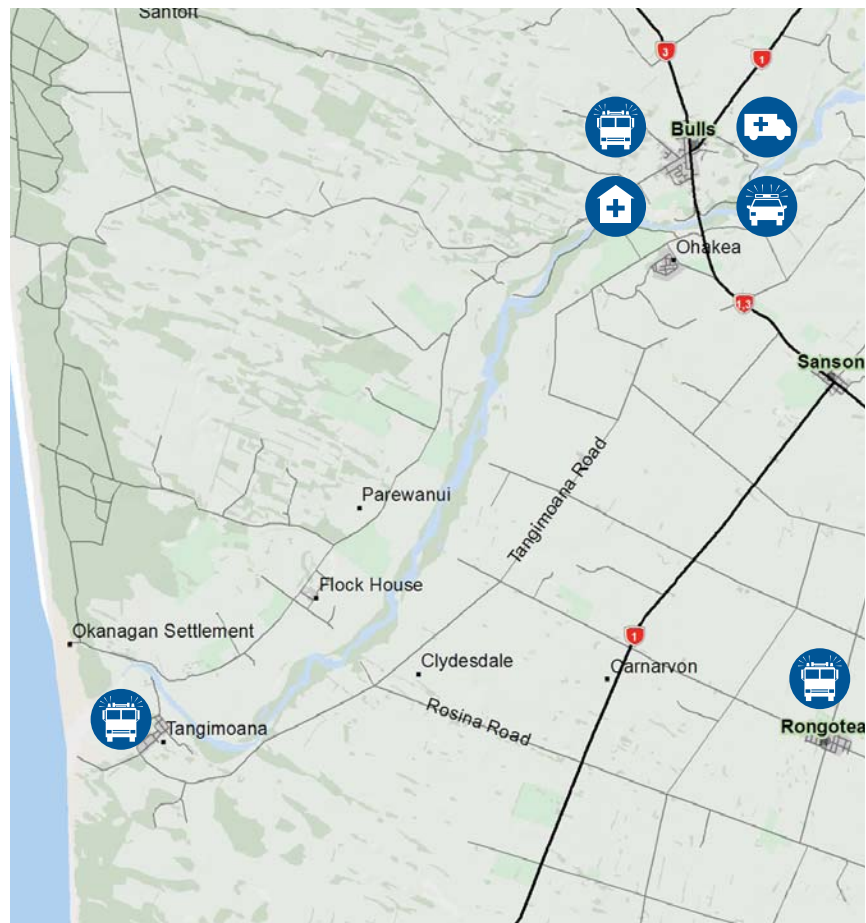 Santoft
3
1
Bulls
Ohakea
1,3
Sanson
Tangimoana Road
Parewanui
Flock House
Okanagan Settlement
Clydesdale
1
Carnarvon
Rosina Road
Tangimoana
Rongotea